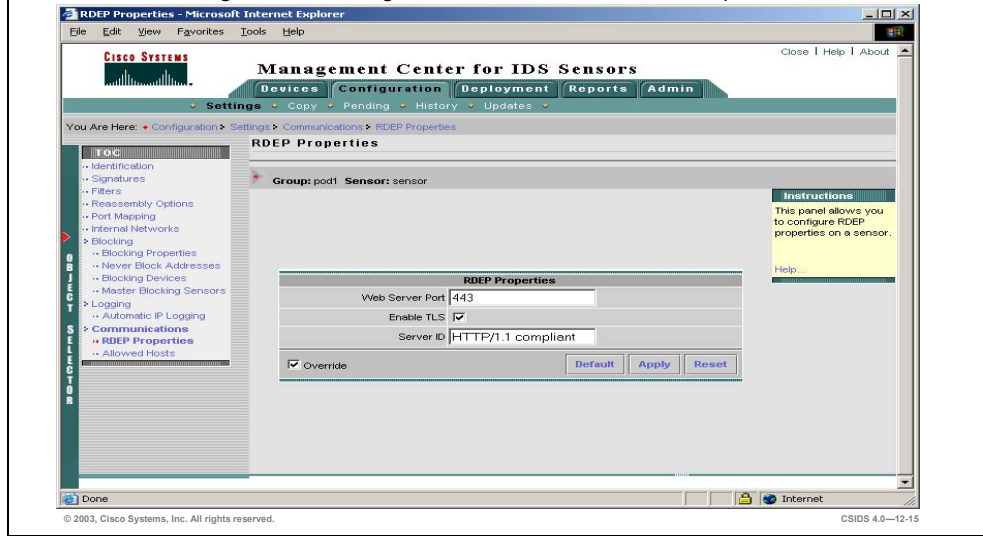 RDEP Properties - Microsoft Internet Explorer
File Edit View Favorites Tools Help
Close | Help | About
CISCO SYSTEMS
Management Center for IDS Sensors
Devices Configuration Deployment Reports Admin
Settings Copy Pending History Updates
You Are Here: Configuration > Settings > Communications > RDEP Properties
TOC
Identification
Signatures
Filters
Reassembly Options
Port Mapping
Internal Networks
Blocking
Blocking Properties
Never Block Addresses
Blocking Devices
Master Blocking Sensors
Logging
Automatic IP Logging
Communications
RDEP Properties
Allowed Hosts
OBJECT SELECTOR
RDEP Properties
Group: pod1 Sensor: sensor
RDEP Properties
Web Server Port 443
Enable TLS
Server ID HTTP/1.1 compliant
Override Default Apply Reset
Instructions
This panel allows you
to configure RDEP
properties on a sensor.
Help...
Done
Internet
© 2003, Cisco Systems, Inc. All rights reserved.
CSIDS 4.0—12-15